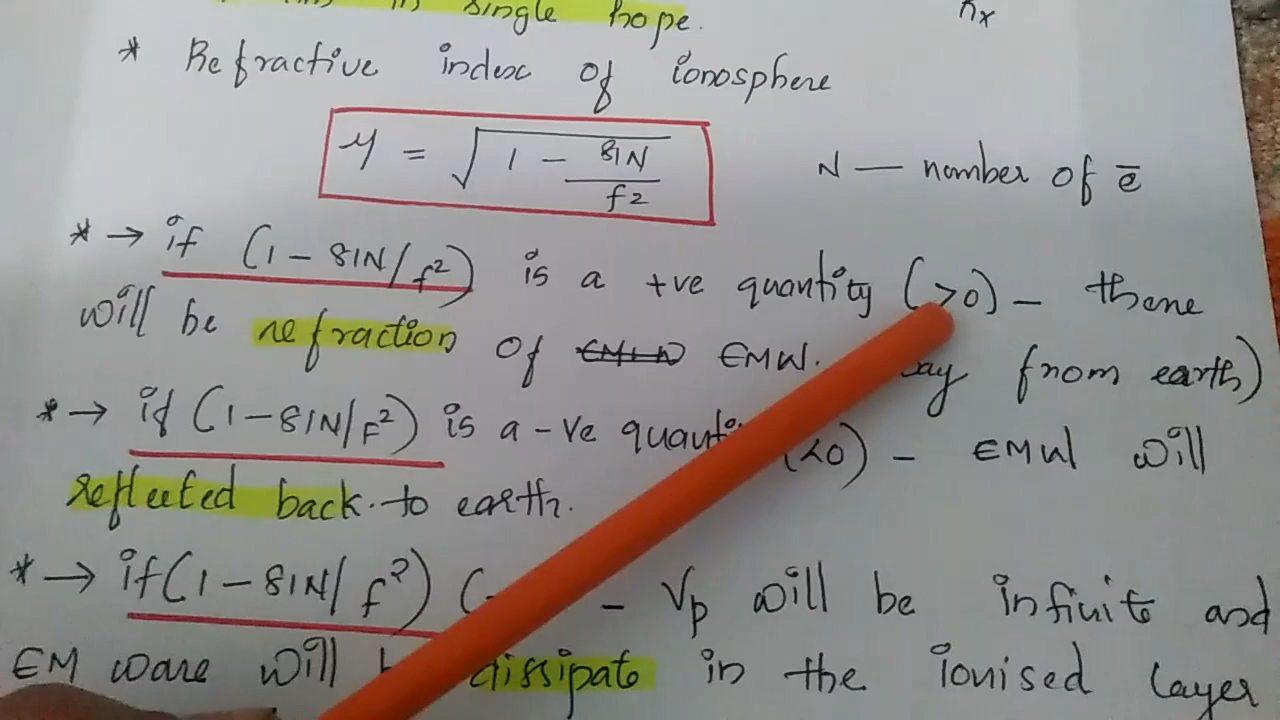 in single hope.
Rx
* Refractive index of ionosphere
μ = √1 - 81N/f2
N — number of ē
* → if (1 - 81N/f²) is a +ve quantity (>0) - there
will be refraction of EMW. from earth)
* → if (1 - 81N/F²) is a -ve (<0) - EMW will
reflected back. to earth.
* → if (1 - 81N/f²) ( - Vp will be infinite and
EM wave will dissipate in the ionised layer